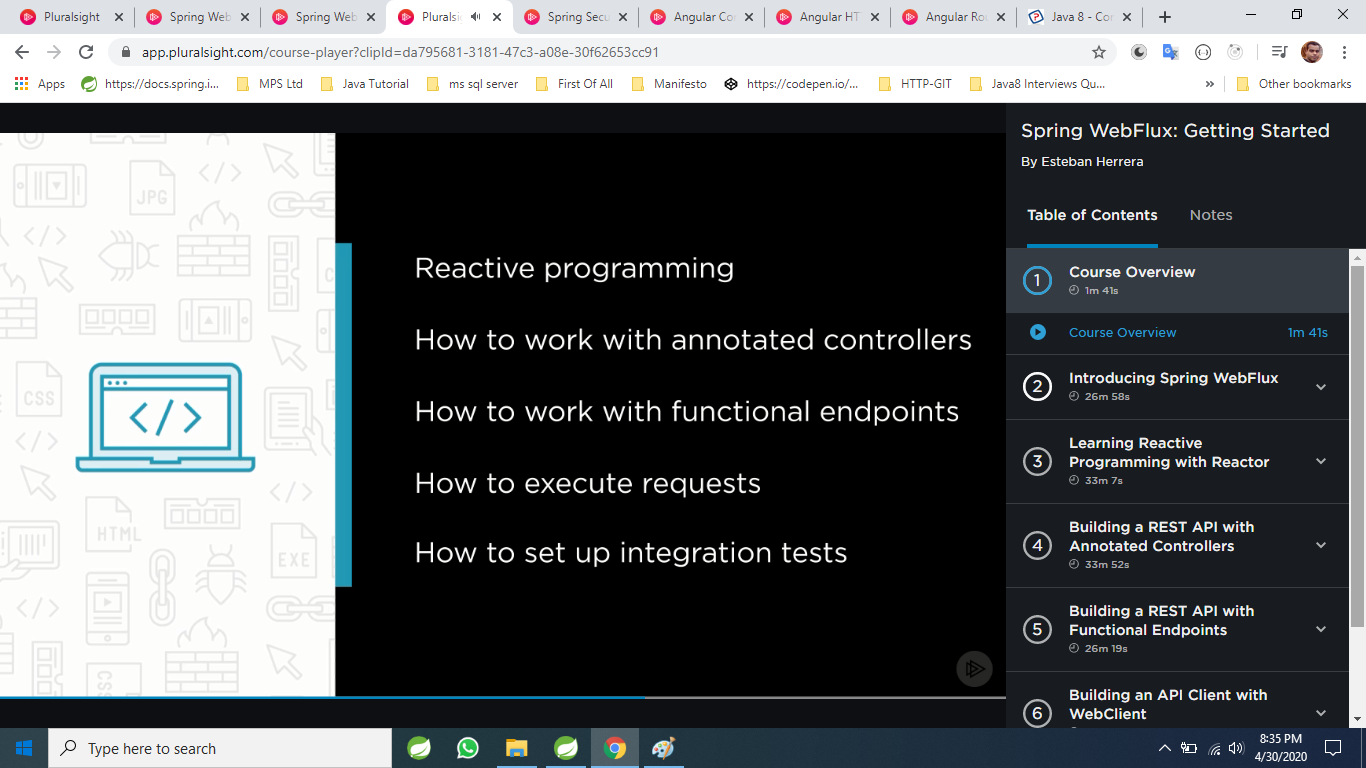 Pluralsight
Spring Web
Spring Web
Pluralsi
Spring Secu
Angular Co
Angular HT
Angular Rou
Java 8 - Cor
app.pluralsight.com/course-player?clipId=da795681-3181-47c3-a08e-30f62653cc91
Apps
https://docs.spring.i...
MPS Ltd
Java Tutorial
ms sql server
First Of All
Manifesto
https://codepen.io/...
HTTP-GIT
Java8 Interviews Qu...
»
Other bookmarks
JPG
CSS
HTML
EXE
CSS
</>
Reactive programming
How to work with annotated controllers
How to work with functional endpoints
How to execute requests
How to set up integration tests
Spring WebFlux: Getting Started
By Esteban Herrera
Table of Contents
Notes
1
Course Overview
1m 41s
Course Overview
1m 41s
2
Introducing Spring WebFlux
26m 58s
3
Learning Reactive
Programming with Reactor
33m 7s
4
Building a REST API with
Annotated Controllers
33m 52s
5
Building a REST API with
Functional Endpoints
26m 19s
6
Building an API Client with
WebClient
Type here to search
8:35 PM
4/30/2020